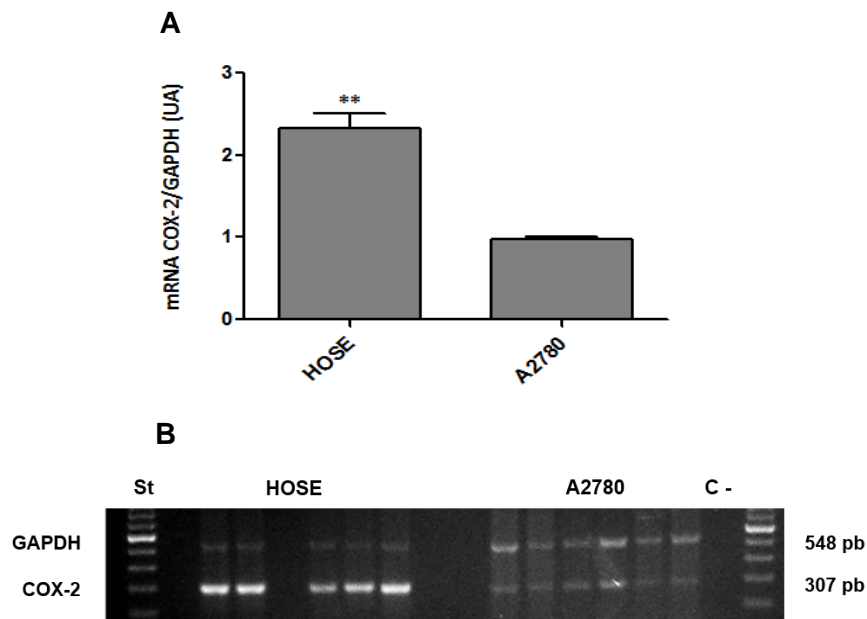 A
mRNA COX-2/GAPDH (UA)
3
2
1
0
**
HOSE
A2780
B
St HOSE A2780 C -
GAPDH 548 pb
COX-2 307 pb